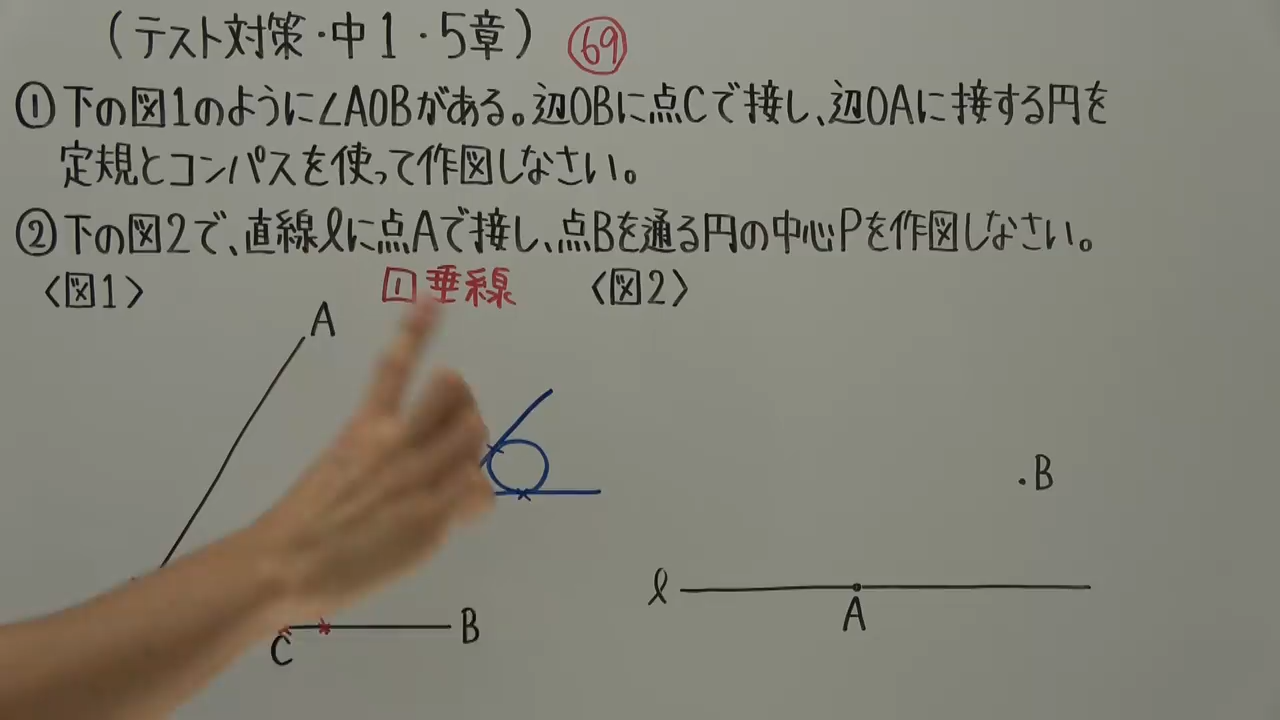 (テスト対策・中1・5章) 69
①下の図1のように∠AOBがある。辺OBに点Cで接し、辺OAに接する円を
定規とコンパスを使って作図しなさい。
②下の図2で、直線ℓに点Aで接し、点Bを通る円の中心Pを作図しなさい。
〈図1〉 1垂線 〈図2〉
A
B
ℓ
A
C B